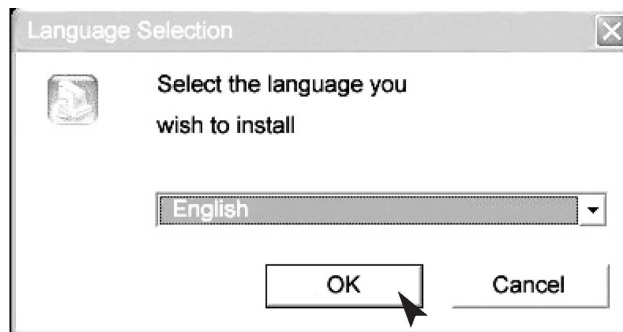 Language Selection
Select the language you
wish to install
English
OK
Cancel